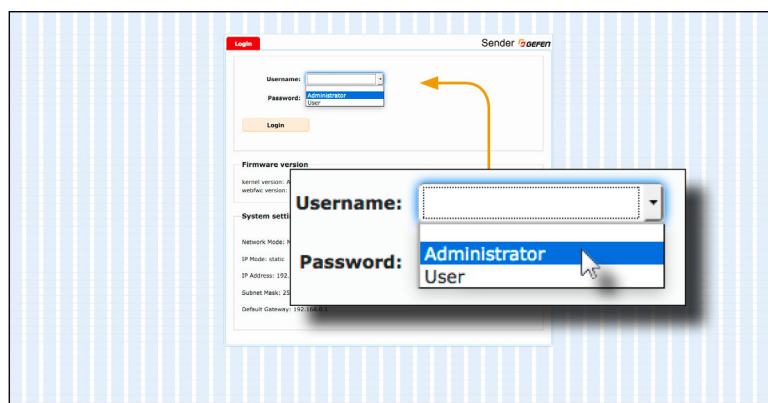 Login
Sender GEFEN
Username:
Administrator
User
Password:
Login
Firmware version
kernel version: A
webfwc version:
System setti
Network Mode: M
IP Mode: static
IP Address: 192.
Subnet Mask: 25
Default Gateway: 192.168.0.1
Username:
Administrator
User
Password: